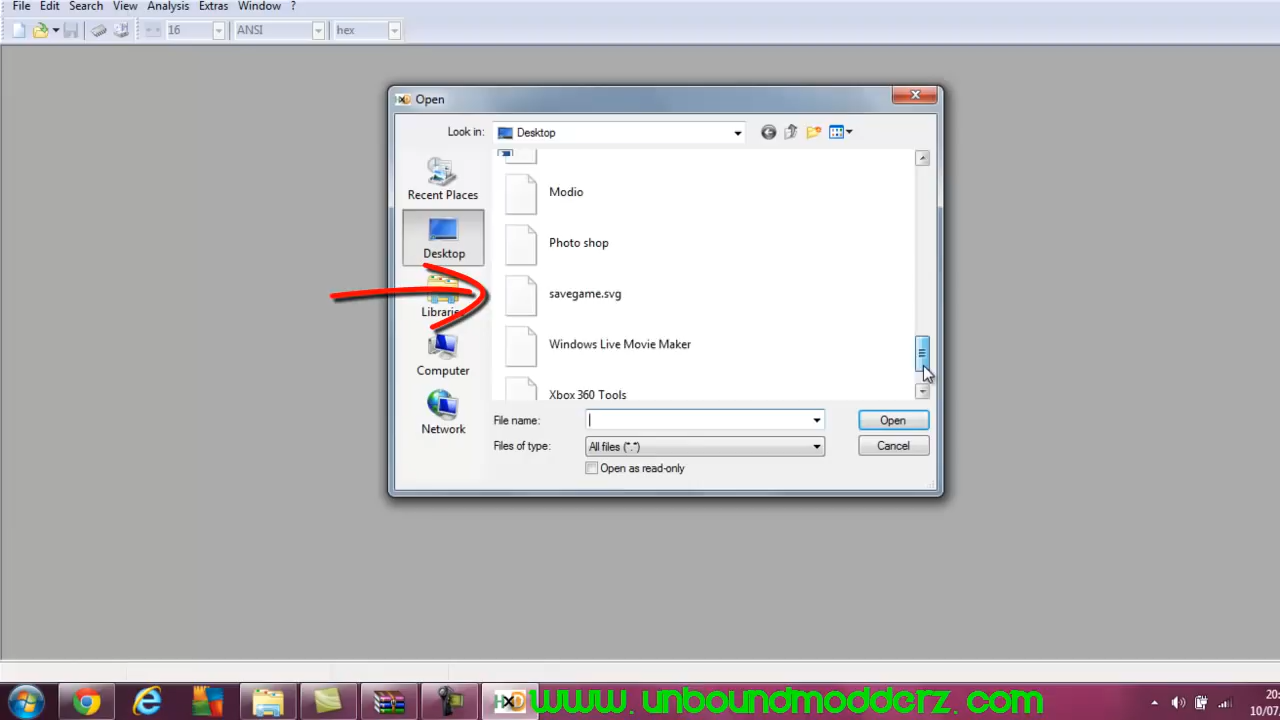 File Edit Search View Analysis Extras Window ?
16 ANSI hex
Open
Look in: Desktop
Recent Places
Desktop
Libraries
Computer
Network
Modio
Photo shop
savegame.svg
Windows Live Movie Maker
Xbox 360 Tools
File name: Open
Files of type: All files (*.*) Cancel
Open as read-only
www.unboundmodderz.com
20:
10/07